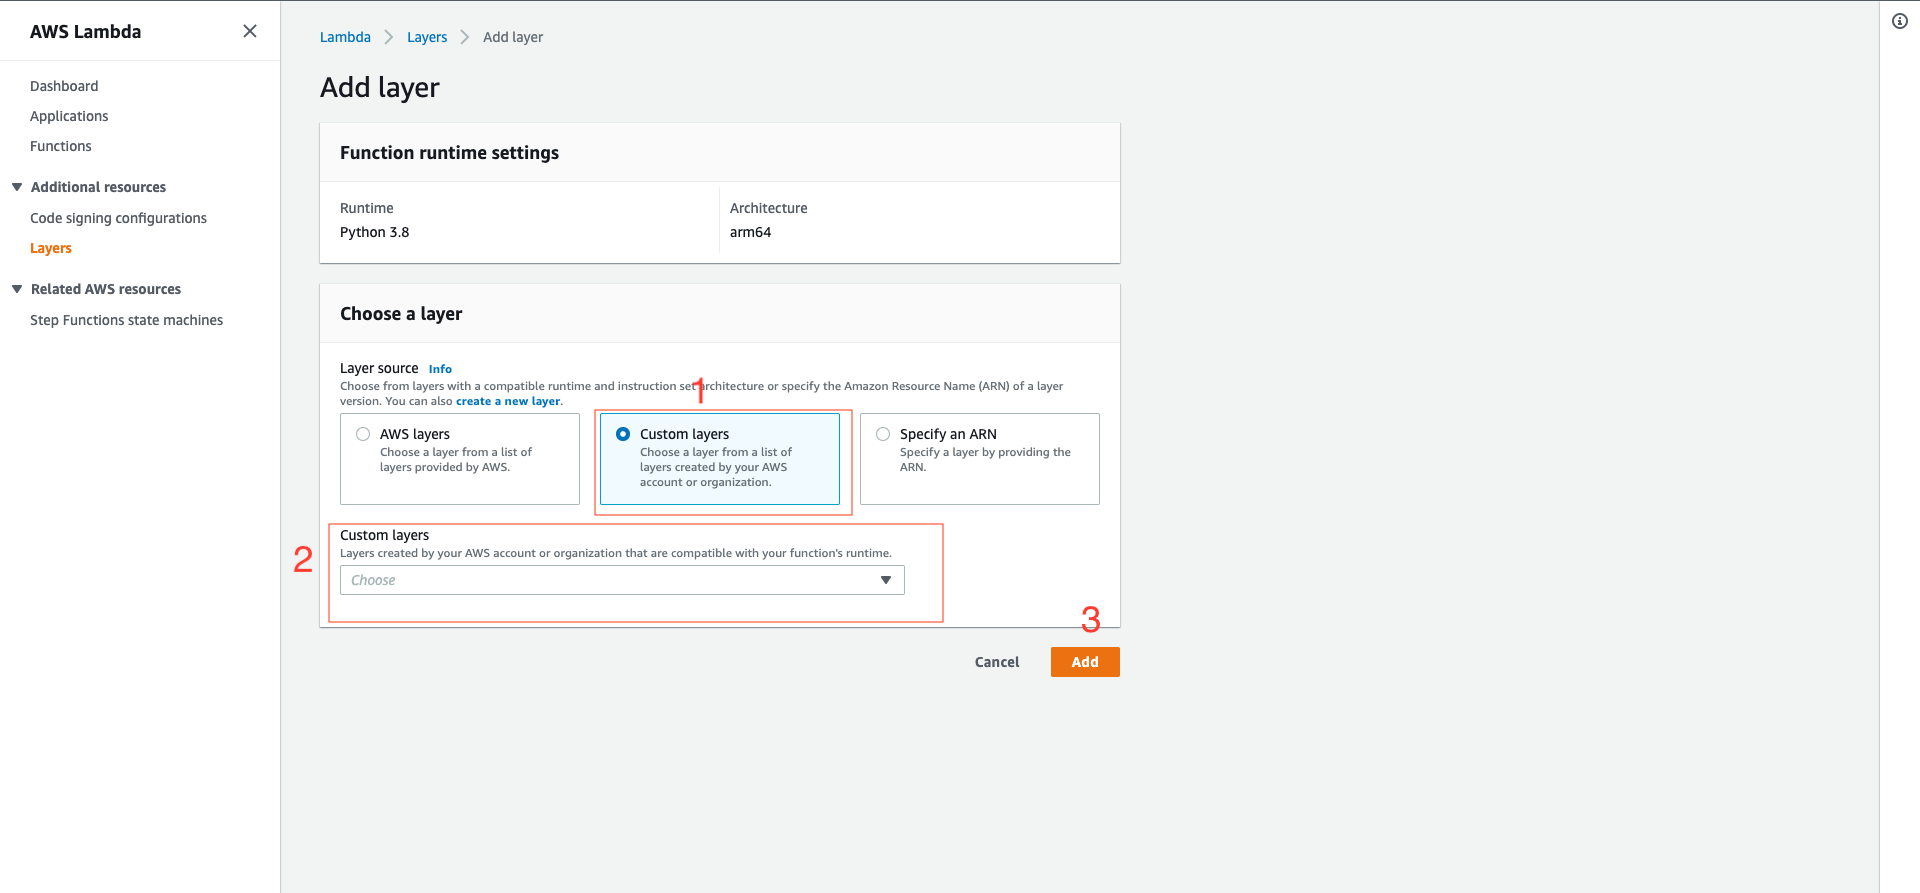 AWS Lambda
Dashboard
Applications
Functions
Additional resources
Code signing configurations
Layers
Related AWS resources
Step Functions state machines
Lambda
Layers
Add layer
Add layer
Function runtime settings
Runtime
Python 3.8
Architecture
arm64
Choose a layer
Layer source Info
Choose from layers with a compatible runtime and instruction set architecture or specify the Amazon Resource Name (ARN) of a layer
version. You can also create a new layer.
1
AWS layers
Choose a layer from a list of
layers provided by AWS.
Custom layers
Choose a layer from a list of
layers created by your AWS
account or organization.
Specify an ARN
Specify a layer by providing the
ARN.
2
Custom layers
Layers created by your AWS account or organization that are compatible with your function's runtime.
Choose
3
Cancel
Add